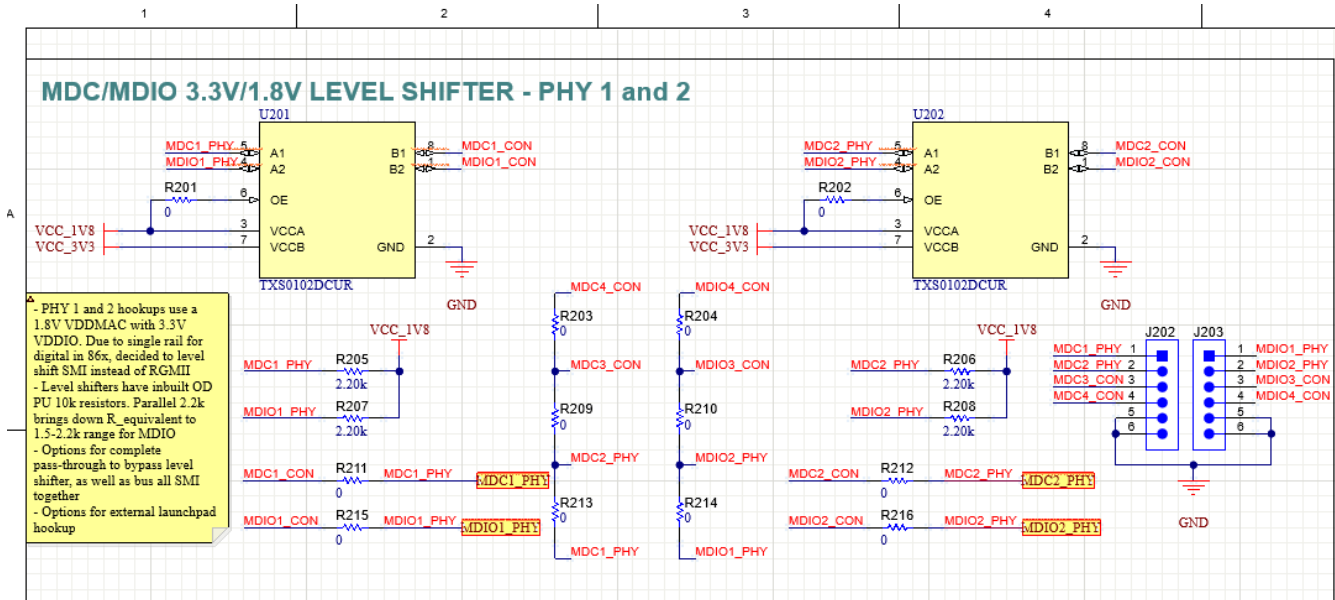 1 2 3 4
MDC/MDIO 3.3V/1.8V LEVEL SHIFTER - PHY 1 and 2
A
U201
MDC1_PHY 5 A1 B1 8 MDC1_CON
MDIO1_PHY 4 A2 B2 1 MDIO1_CON
R201
0
6 OE
VCC_1V8 3 VCCA
VCC_3V3 7 VCCB GND 2
TXS0102DCUR
GND
U202
MDC2_PHY 5 A1 B1 8 MDC2_CON
MDIO2_PHY 4 A2 B2 1 MDIO2_CON
R202
0
6 OE
VCC_1V8 3 VCCA
VCC_3V3 7 VCCB GND 2
TXS0102DCUR
GND
- PHY 1 and 2 hookups use a
1.8V VDDMAC with 3.3V
VDDIO. Due to single rail for
digital in 86x, decided to level
shift SMI instead of RGMII
- Level shifters have inbuilt OD
PU 10k resistors. Parallel 2.2k
brings down R_equivalent to
1.5-2.2k range for MDIO
- Options for complete
pass-through to bypass level
shifter, as well as bus all SMI
together
- Options for external launchpad
hookup
VCC_1V8
MDC1_PHY R205
2.20k
MDIO1_PHY R207
2.20k
MDC1_CON R211 MDC1_PHY MDC1_PHY
0
MDIO1_CON R215 MDIO1_PHY MDIO1_PHY
0
MDC4_CON
R203
0
MDC3_CON
R209
0
MDC2_PHY
R213
0
MDC1_PHY
MDIO4_CON
R204
0
MDIO3_CON
R210
0
MDIO2_PHY
R214
0
MDIO1_PHY
VCC_1V8
MDC2_PHY R206
2.20k
MDIO2_PHY R208
2.20k
MDC2_CON R212 MDC2_PHY MDC2_PHY
0
MDIO2_CON R216 MDIO2_PHY MDIO2_PHY
0
J202 J203
MDC1_PHY 1 1 MDIO1_PHY
MDC2_PHY 2 2 MDIO2_PHY
MDC3_CON 3 3 MDIO3_CON
MDC4_CON 4 4 MDIO4_CON
5 5
6 6
GND